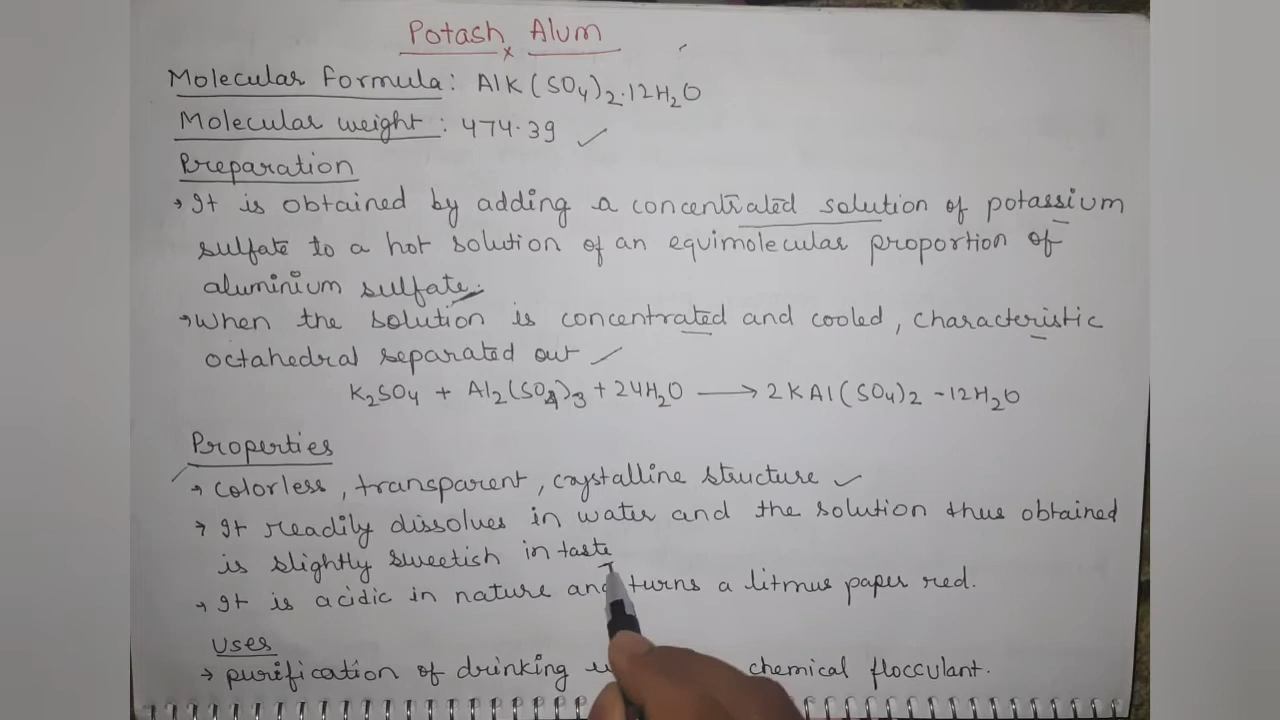 Potash Alum
Molecular Formula: AlK(SO4)2.12H2O
Molecular weight: 474.39
Preparation
→ It is obtained by adding a concentrated solution of potassium
sulfate to a hot solution of an equimolecular proportion of
aluminium sulfate.
→ When the solution is concentrated and cooled, characteristic
octahedral separated out
K2SO4 + Al2(SO4)3 + 24H2O → 2KAl(SO4)2 -12H2O
Properties
→ colorless, transparent, crystalline structure
→ It readily dissolves in water and the solution thus obtained
is slightly sweetish in taste
→ It is acidic in nature and turns a litmus paper red.
Uses
→ purification of drinking chemical flocculant.